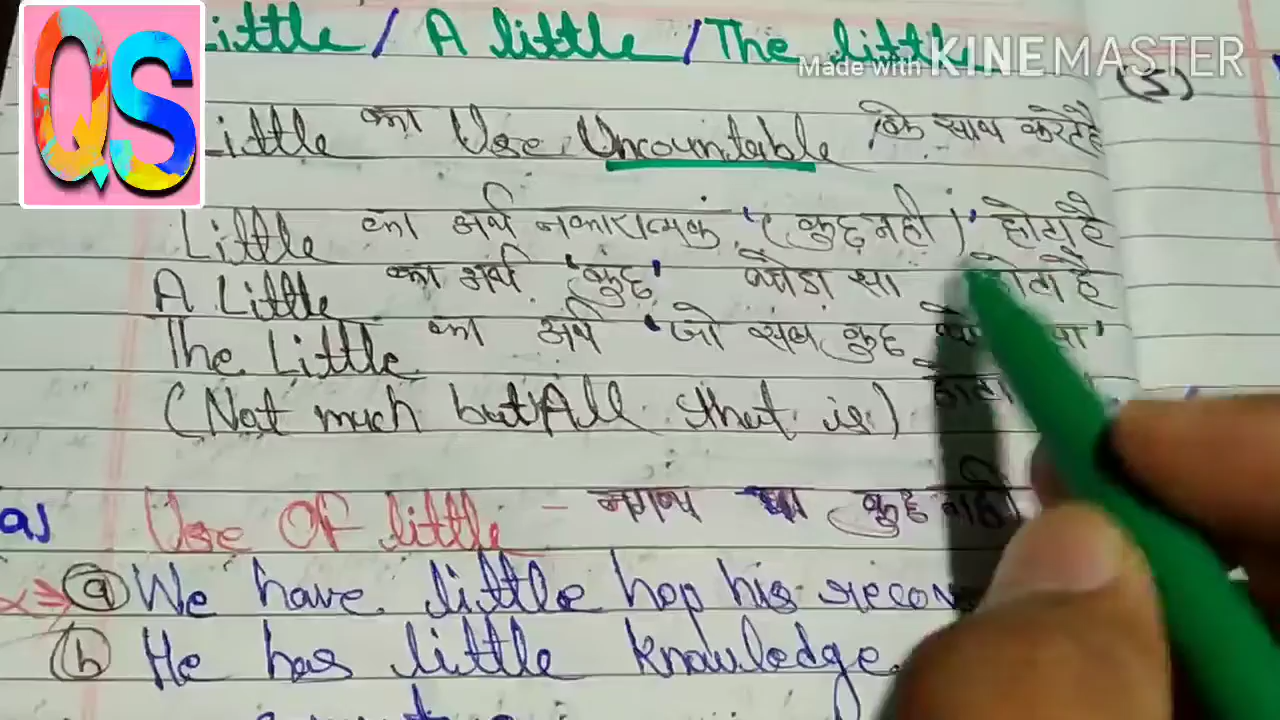 Little / A little / The little
Made with KINEMASTER
QS
(5)
Little का Use Uncountable के साथ करते है
Little का अर्थ नकारात्मक '(कुछ नही)' होता है
A Little का अर्थ 'कुछ' थोडा सा होता है
The Little का अर्थ 'जो सब कुछ
(Not much but All that is)
a) Use Of little - नगण्य या कुछ नही
(a) We have little hop his
(b) He has little knowledge